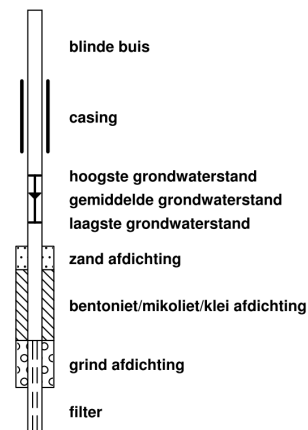 blinde buis
casing
hoogste grondwaterstand
gemiddelde grondwaterstand
laagste grondwaterstand
zand afdichting
bentoniet/mikoliet/klei afdichting
grind afdichting
filter